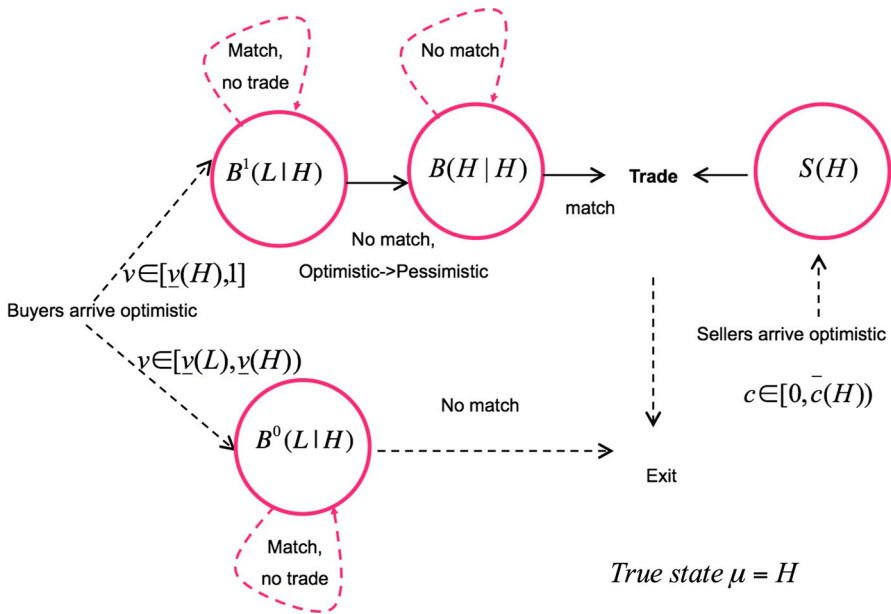 Match,
no trade
No match
B¹(L | H)
B(H | H)
Trade
S(H)
match
No match,
Optimistic->Pessimistic
v∈[v̲(H),1]
Buyers arrive optimistic
Sellers arrive optimistic
v∈[v̲(L),v̲(H))
c∈[0,c̄(H))
No match
B⁰(L | H)
Exit
Match,
no trade
True state μ = H